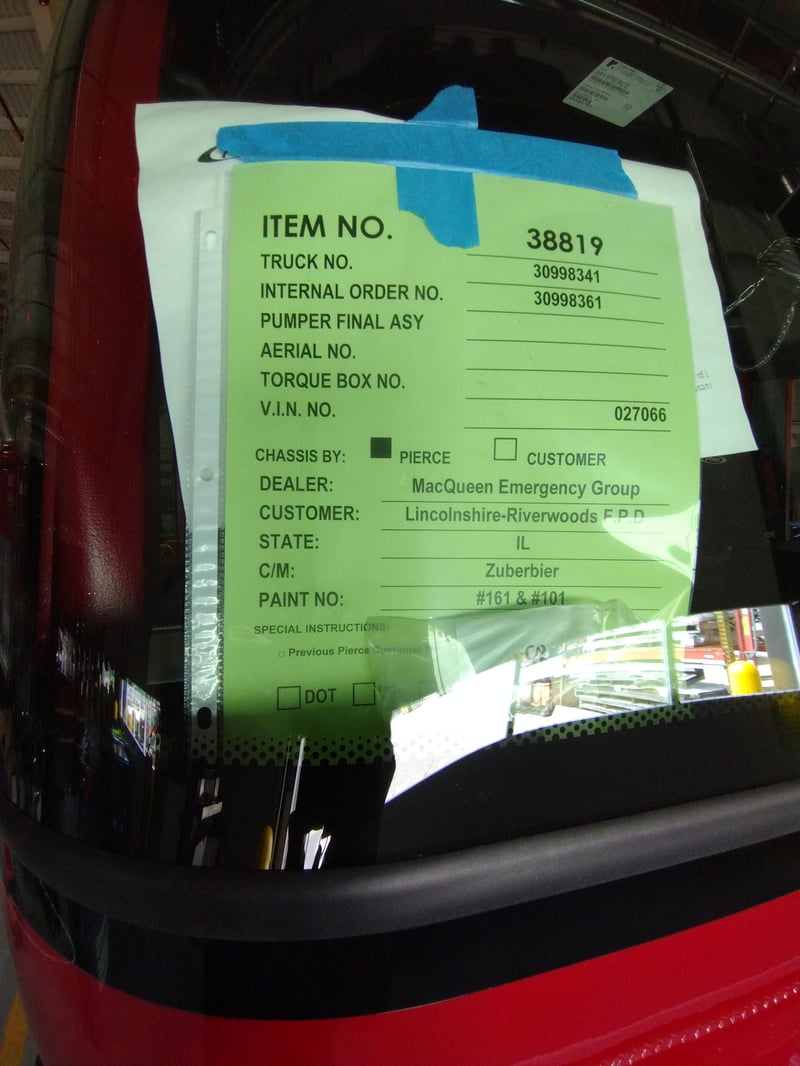 ITEM NO. 38819
TRUCK NO. 30998341
INTERNAL ORDER NO. 30998361
PUMPER FINAL ASY
AERIAL NO.
TORQUE BOX NO.
V.I.N. NO. 027066
CHASSIS BY: PIERCE CUSTOMER
DEALER: MacQueen Emergency Group
CUSTOMER: Lincolnshire-Riverwoods F.P.D
STATE: IL
C/M: Zuberbier
PAINT NO: #161 & #101
SPECIAL INSTRUCTIONS:
Previous Pierce Customer
DOT